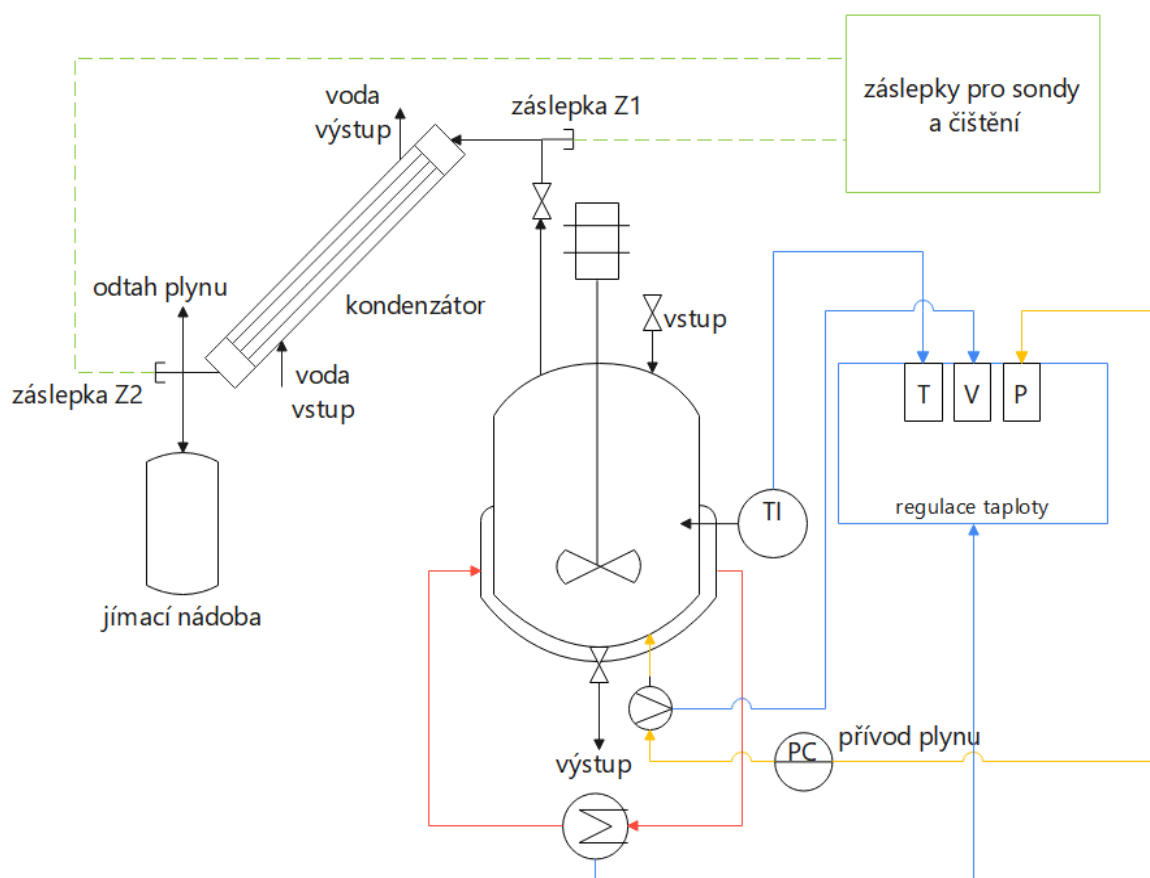 záslepky pro sondy
a čištění
voda
výstup
záslepka Z1
odtah plynu
kondenzátor
vstup
záslepka Z2
voda
vstup
T
V
P
TI
regulace taploty
jímací nádoba
přívod plynu
PC
výstup